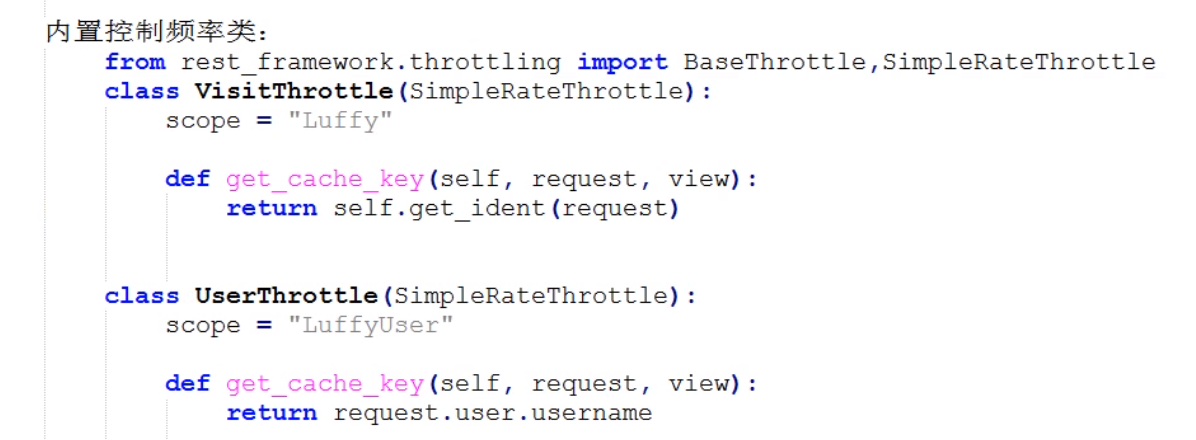 内置控制频率类：
from rest_framework.throttling import BaseThrottle,SimpleRateThrottle
class VisitThrottle(SimpleRateThrottle):
scope = "Luffy"
def get_cache_key(self, request, view):
return self.get_ident(request)
class UserThrottle(SimpleRateThrottle):
scope = "LuffyUser"
def get_cache_key(self, request, view):
return request.user.username